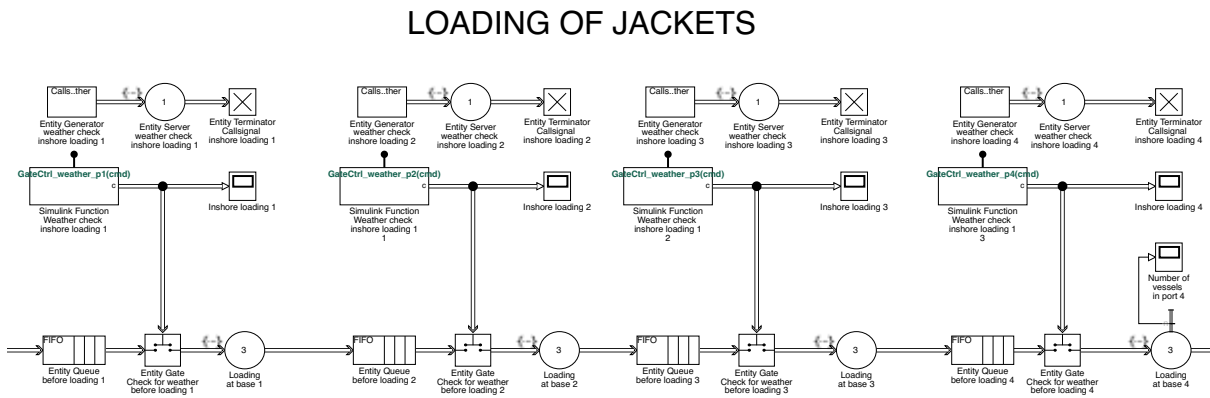 LOADING OF JACKETS
Calls..ther
1
Entity Generator
weather check
inshore loading 1
Entity Server
weather check
inshore loading 1
Entity Terminator
Callsignal
inshore loading 1
Calls..ther
1
Entity Generator
weather check
inshore loading 2
Entity Server
weather check
inshore loading 2
Entity Terminator
Callsignal
inshore loading 2
Calls..ther
1
Entity Generator
weather check
inshore loading 3
Entity Server
weather check
inshore loading 3
Entity Terminator
Callsignal
inshore loading 3
Calls..ther
1
Entity Generator
weather check
inshore loading 4
Entity Server
weather check
inshore loading 4
Entity Terminator
Callsignal
inshore loading 4
GateCtrl_weather_p1(cmd)
c
Simulink Function
Weather check
inshore loading 1
1
Inshore loading 1
GateCtrl_weather_p2(cmd)
c
Simulink Function
Weather check
inshore loading 1
1
Inshore loading 2
GateCtrl_weather_p3(cmd)
c
Simulink Function
Weather check
inshore loading 1
2
Inshore loading 3
GateCtrl_weather_p4(cmd)
c
Simulink Function
Weather check
inshore loading 1
3
Inshore loading 4
Number of
vessels
in port 4
FIFO
Entity Queue
before loading 1
Entity Gate
Check for weather
before loading 1
3
Loading
at base 1
FIFO
Entity Queue
before loading 2
Entity Gate
Check for weather
before loading 2
3
Loading
at base 2
FIFO
Entity Queue
before loading 3
Entity Gate
Check for weather
before loading 3
3
Loading
at base 3
FIFO
Entity Queue
before loading 4
Entity Gate
Check for weather
before loading 4
3
Loading
at base 4